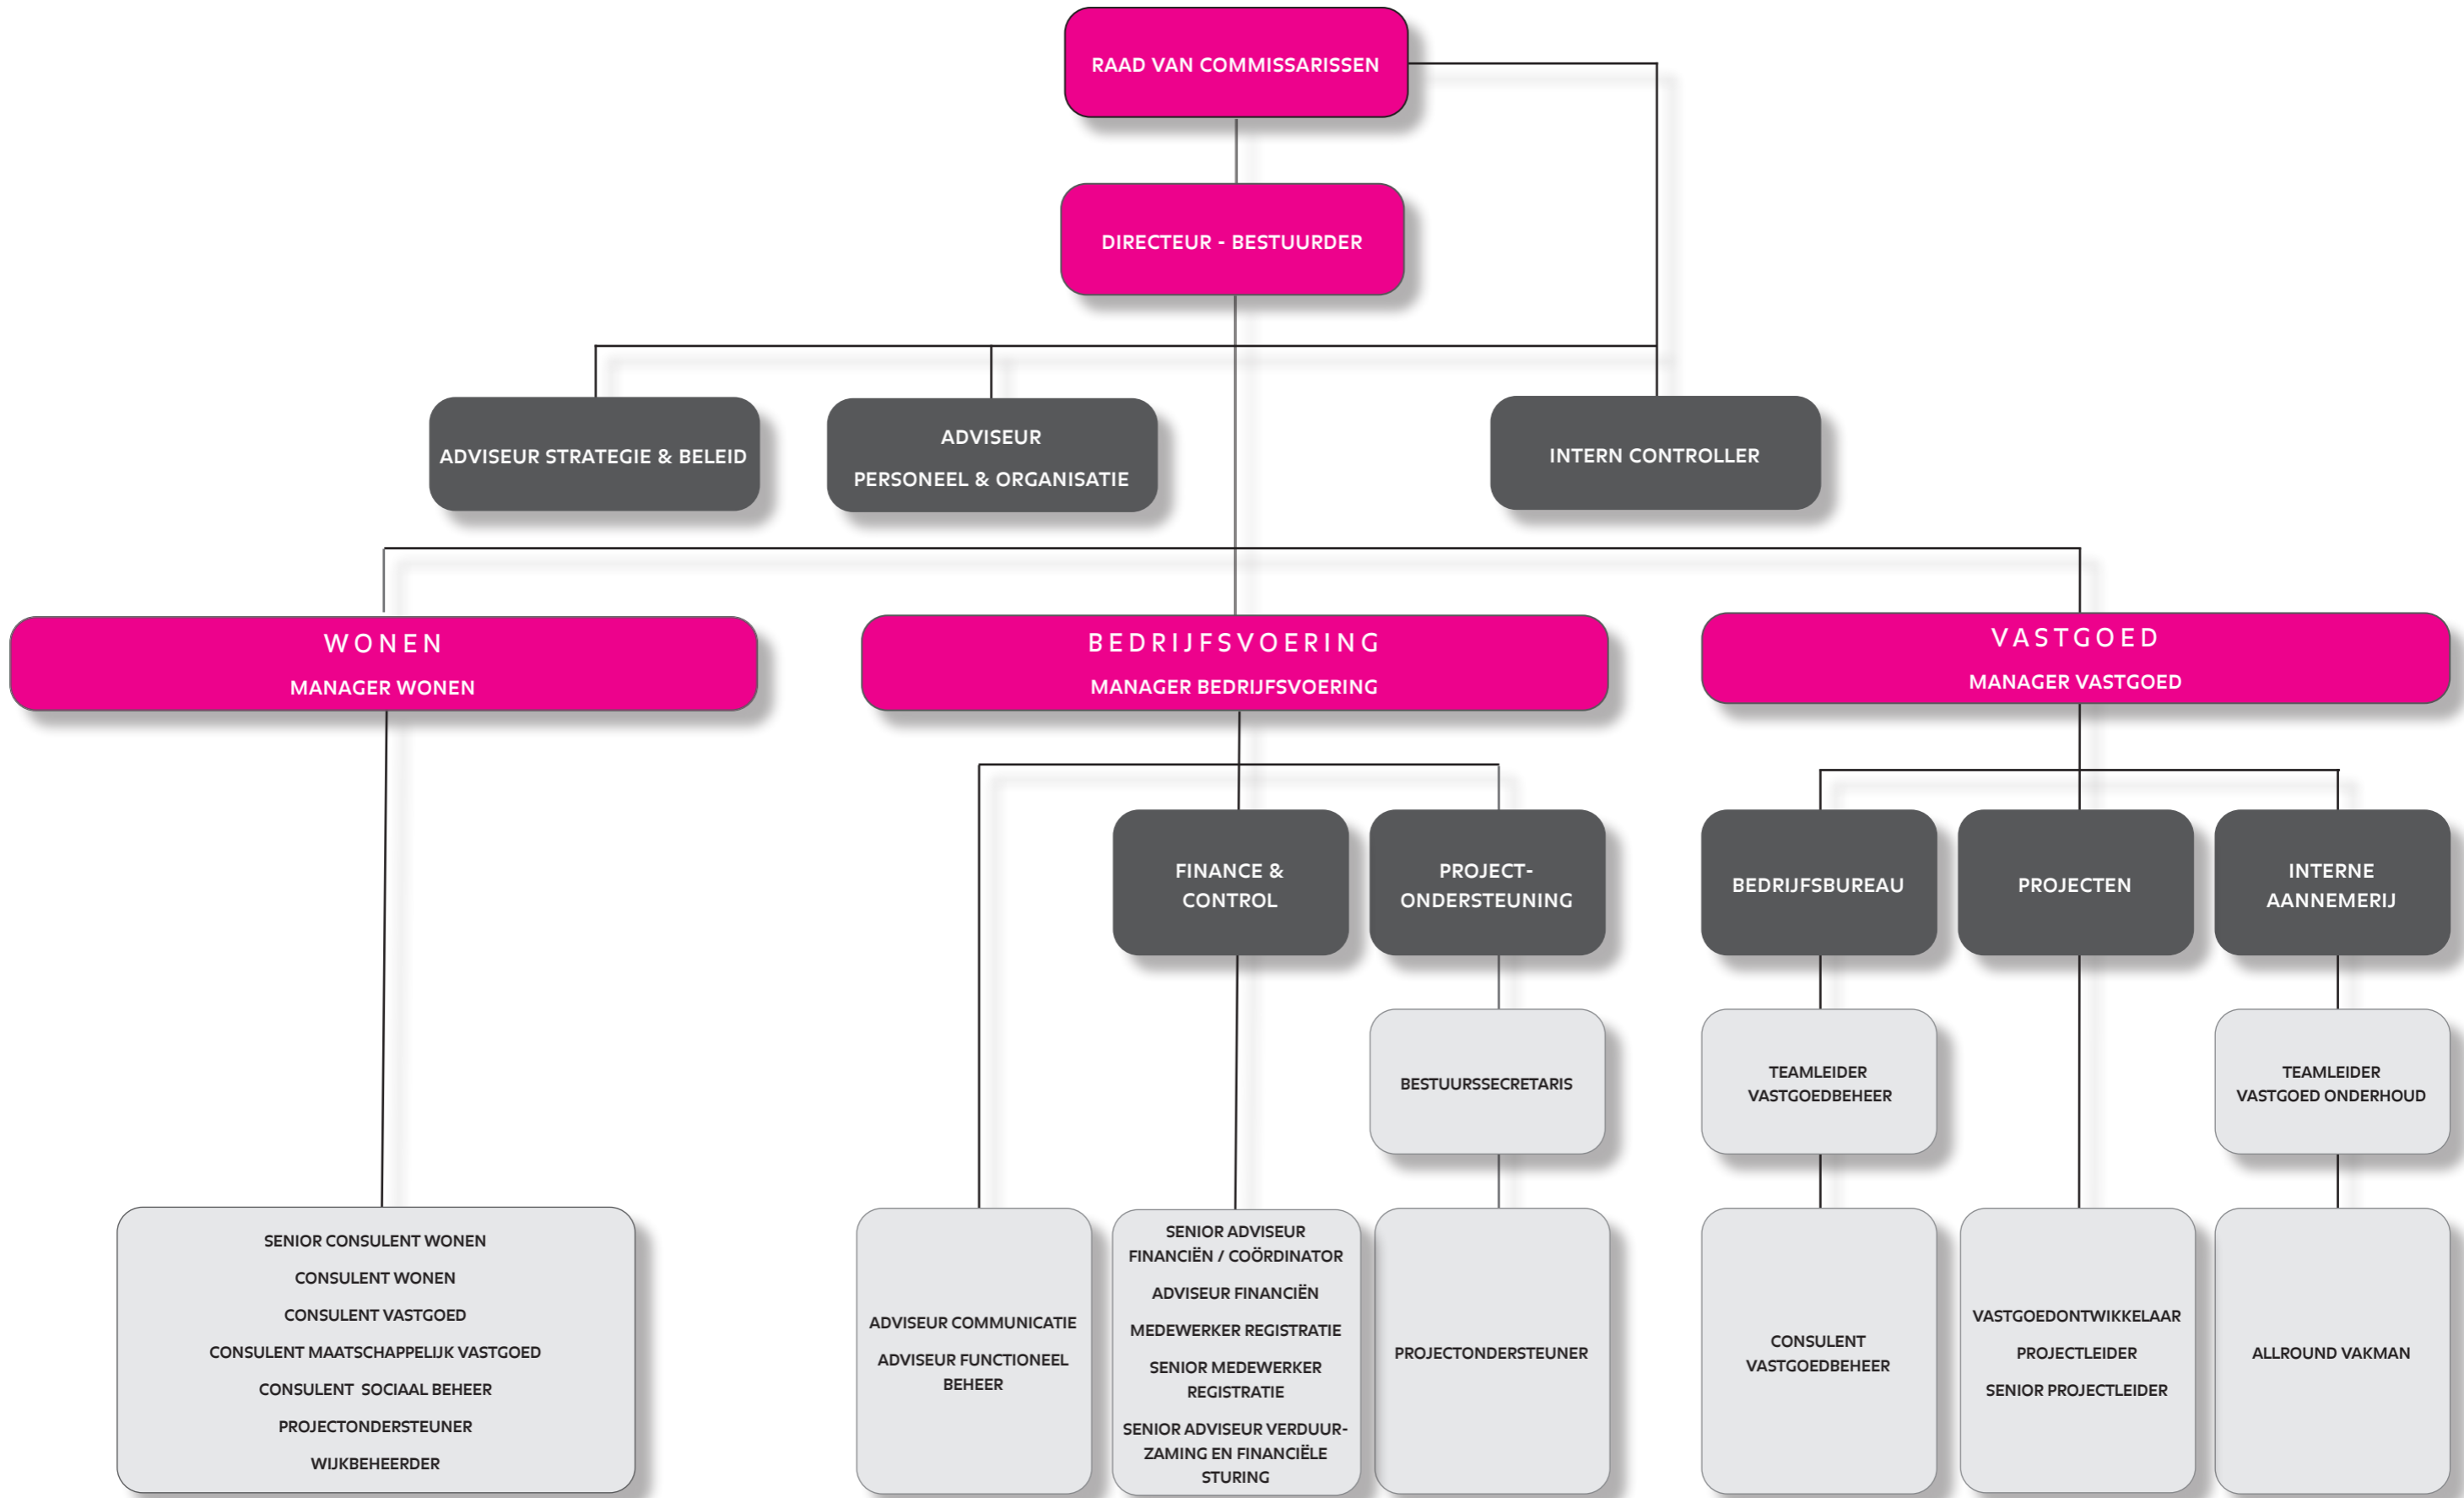 RAAD VAN COMMISSARISSEN
DIRECTEUR - BESTUURDER
ADVISEUR STRATEGIE & BELEID
ADVISEUR
PERSONEEL & ORGANISATIE
INTERN CONTROLLER
WONEN
MANAGER WONEN
BEDRIJFSVOERING
MANAGER BEDRIJFSVOERING
VASTGOED
MANAGER VASTGOED
FINANCE &
CONTROL
PROJECT-
ONDERSTEUNING
BEDRIJFSBUREAU
PROJECTEN
INTERNE
AANNEMERIJ
BESTUURSSECRETARIS
TEAMLEIDER
VASTGOEDBEHEER
TEAMLEIDER
VASTGOED ONDERHOUD
SENIOR CONSULENT WONEN
CONSULENT WONEN
CONSULENT VASTGOED
CONSULENT MAATSCHAPPELIJK VASTGOED
CONSULENT SOCIAAL BEHEER
PROJECTONDERSTEUNER
WIJKBEHEERDER
ADVISEUR COMMUNICATIE
ADVISEUR FUNCTIONEEL
BEHEER
SENIOR ADVISEUR
FINANCIËN / COÖRDINATOR
ADVISEUR FINANCIËN
MEDEWERKER REGISTRATIE
SENIOR MEDEWERKER
REGISTRATIE
SENIOR ADVISEUR VERDUUR-
ZAMING EN FINANCIËLE
STURING
PROJECTONDERSTEUNER
CONSULENT
VASTGOEDBEHEER
VASTGOEDONTWIKKELAAR
PROJECTLEIDER
SENIOR PROJECTLEIDER
ALLROUND VAKMAN